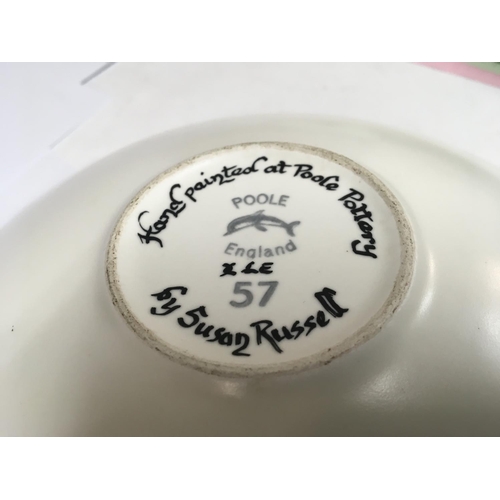 Hand painted at Poole Pottery
POOLE
England
LE
57
by Susan Russell